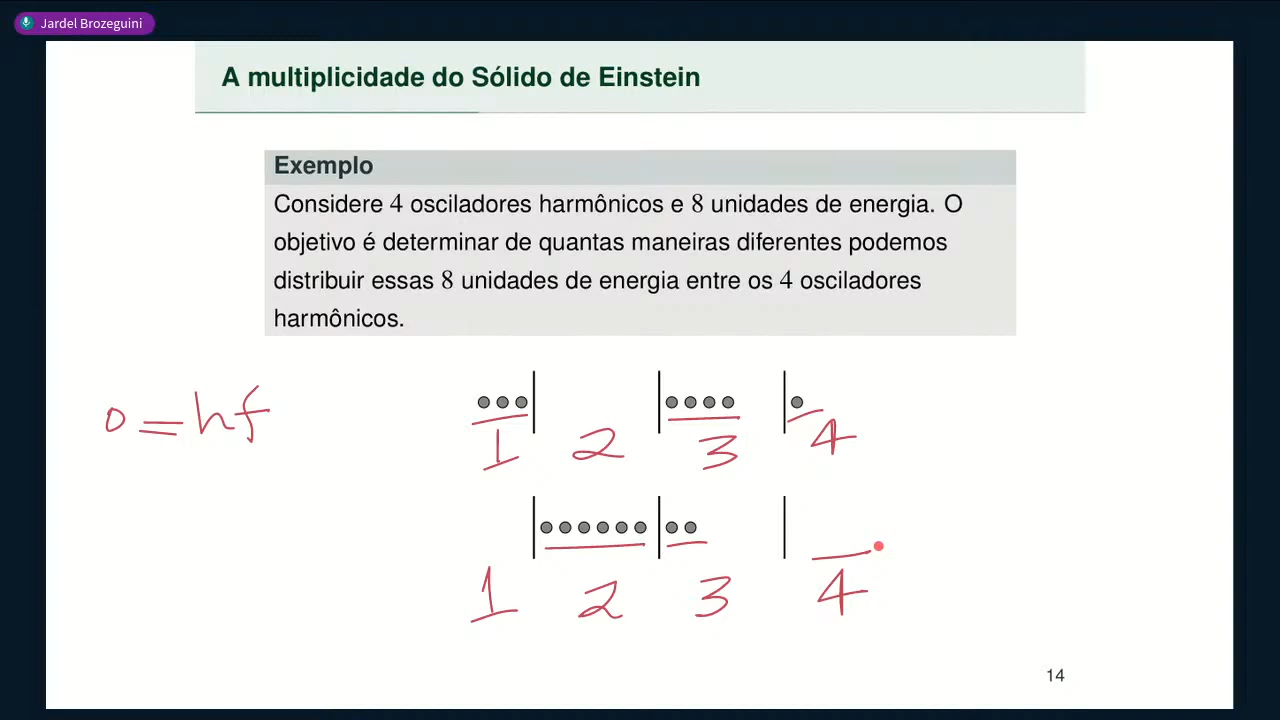 Jardel Brozeguini
A multiplicidade do Sólido de Einstein
Exemplo
Considere 4 osciladores harmônicos e 8 unidades de energia. O
objetivo é determinar de quantas maneiras diferentes podemos
distribuir essas 8 unidades de energia entre os 4 osciladores
harmônicos.
o = hf
1 2 3 4
1 2 3 4
14